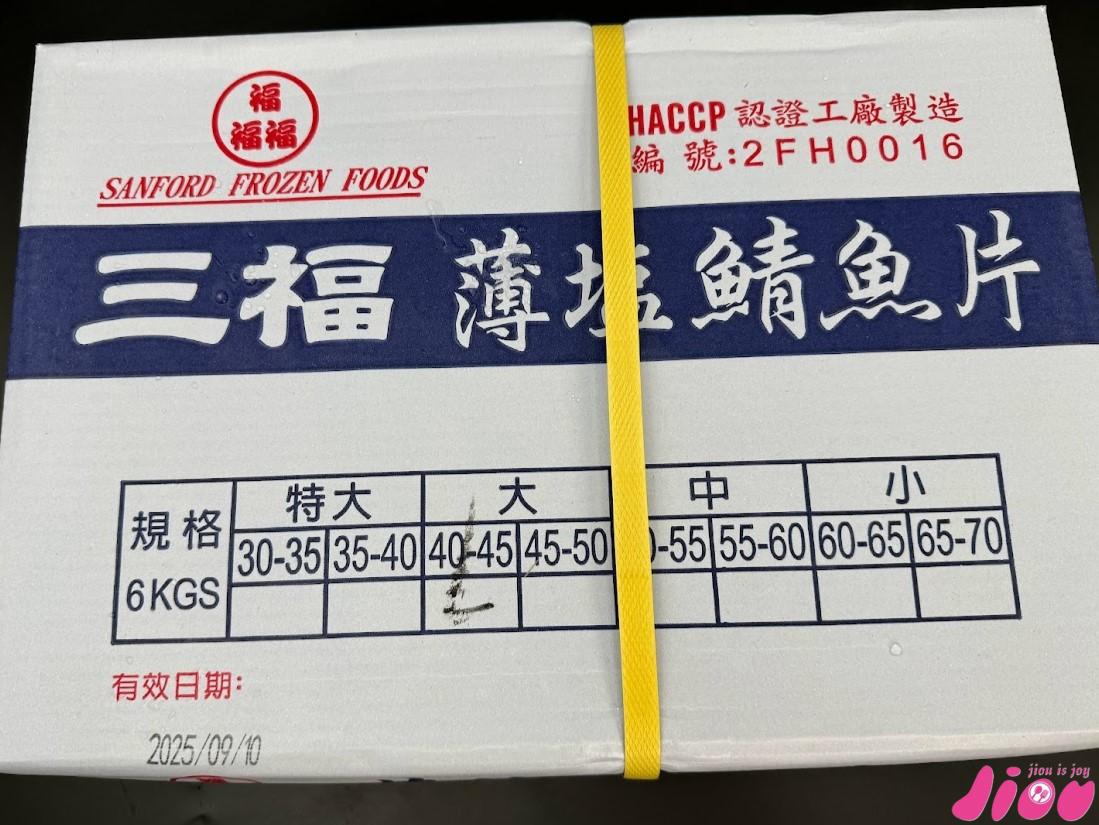 福
福福
SANFORD FROZEN FOODS
HACCP 認證工廠製造
編 號:2FH0016
三福 薄塩鯖魚片
規格 特大 大 中 小
30-35 35-40 40-45 45-50 -55 55-60 60-65 65-70
6KGS L
有效日期:
2025/09/10
jiou is joy
Jiou